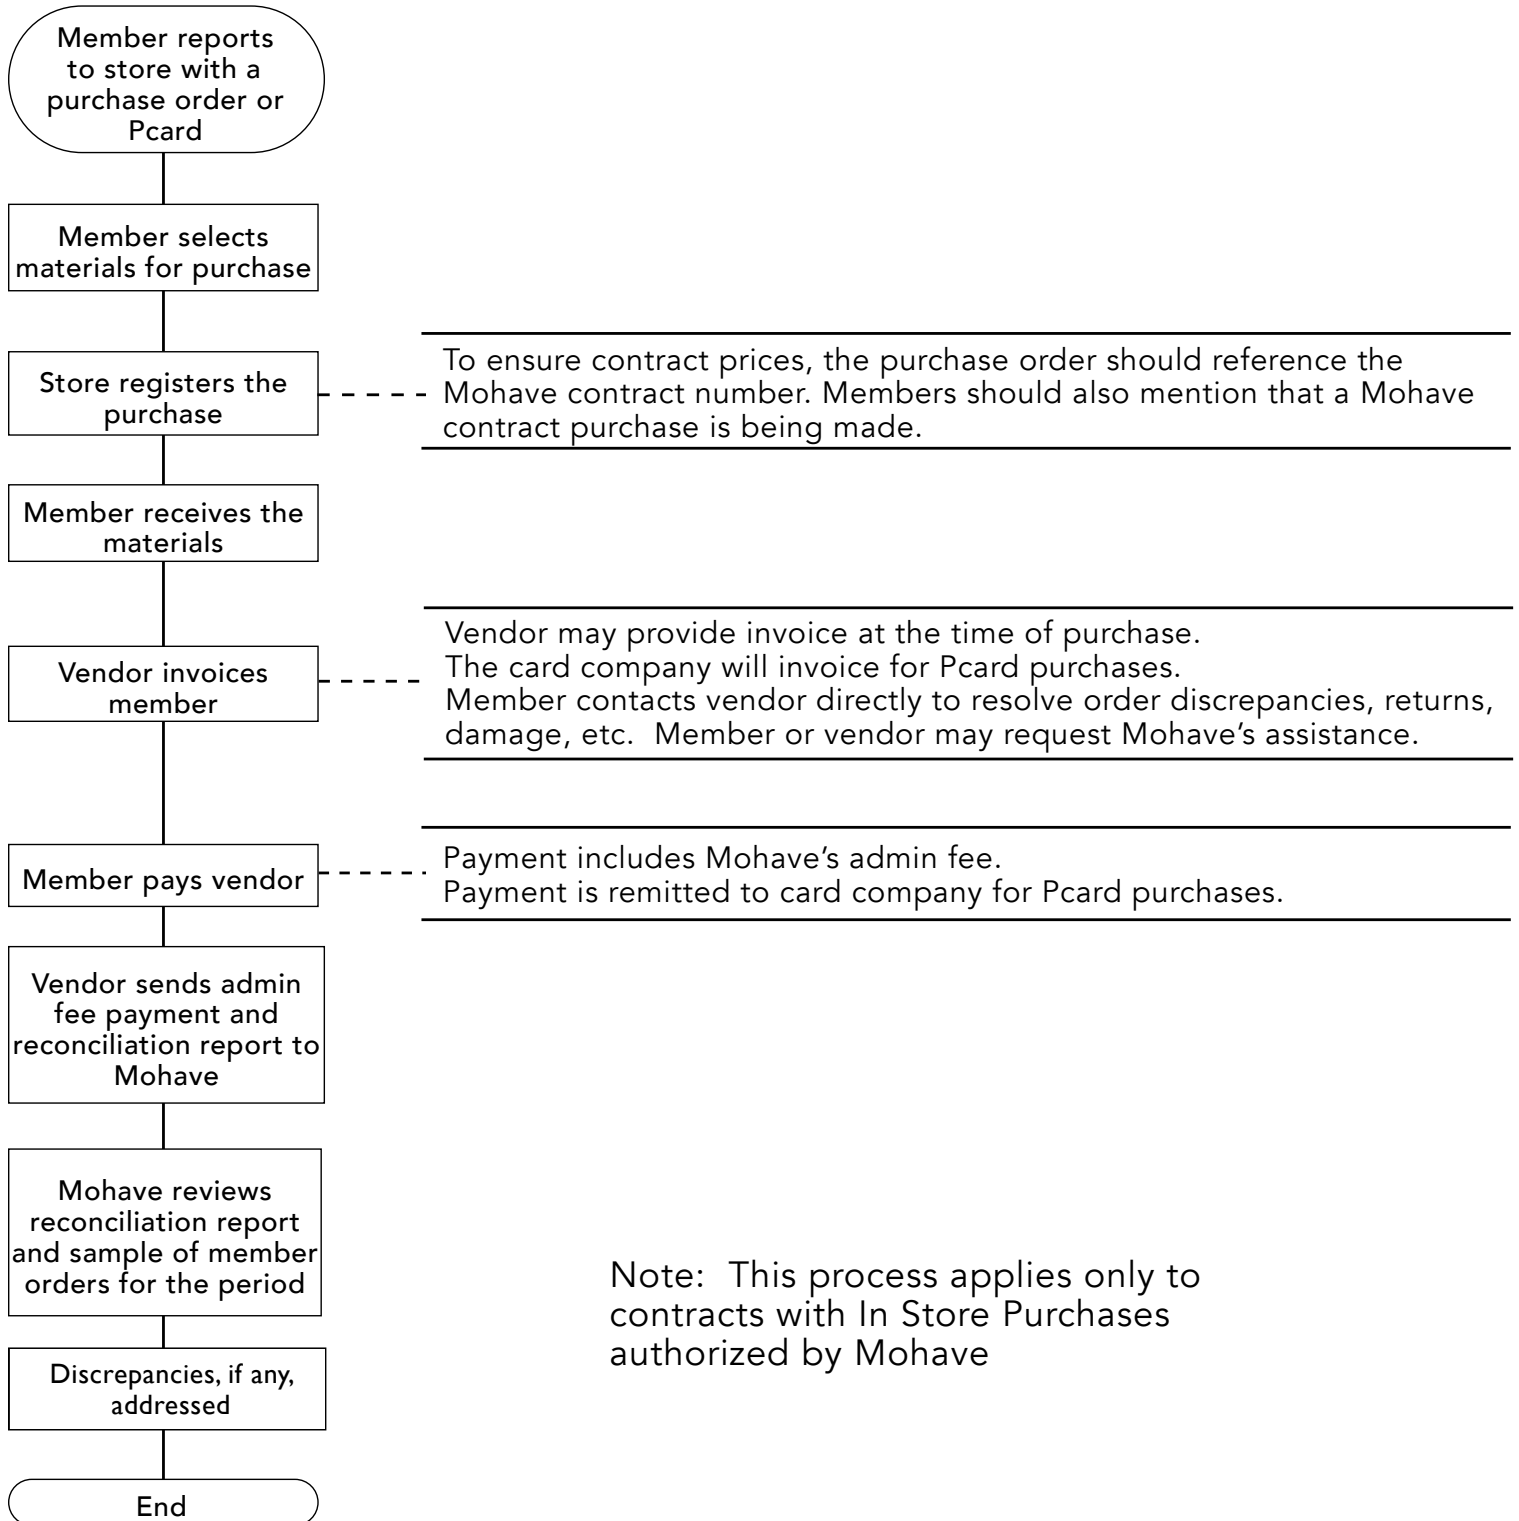 Member reports
to store with a
purchase order or
Pcard
Member selects
materials for purchase
Store registers the
purchase
To ensure contract prices, the purchase order should reference the
Mohave contract number. Members should also mention that a Mohave
contract purchase is being made.
Member receives the
materials
Vendor invoices
member
Vendor may provide invoice at the time of purchase.
The card company will invoice for Pcard purchases.
Member contacts vendor directly to resolve order discrepancies, returns,
damage, etc.  Member or vendor may request Mohave’s assistance.
Member pays vendor
Payment includes Mohave’s admin fee.
Payment is remitted to card company for Pcard purchases.
Vendor sends admin
fee payment and
reconciliation report to
Mohave
Mohave reviews
reconciliation report
and sample of member
orders for the period
Note:  This process applies only to
contracts with In Store Purchases
authorized by Mohave
Discrepancies, if any,
addressed
End